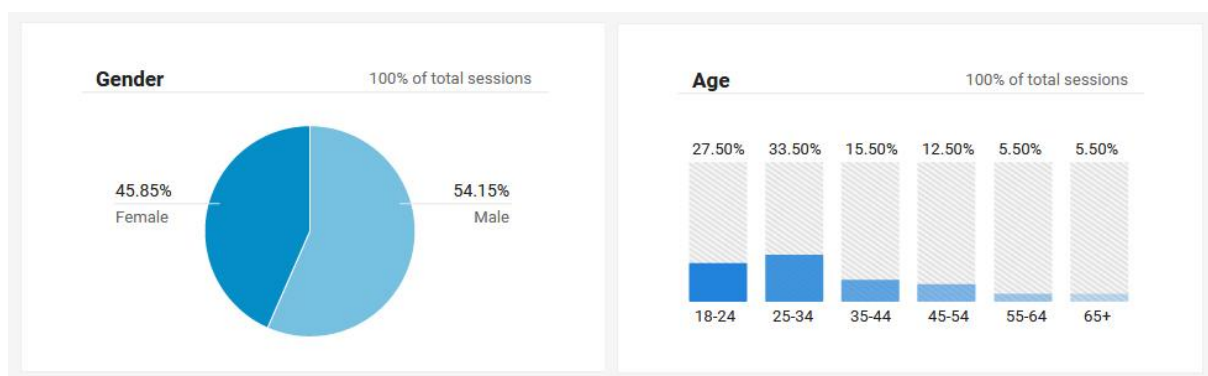 Gender 100% of total sessions
45.85%
Female
54.15%
Male
Age 100% of total sessions
27.50% 33.50% 15.50% 12.50% 5.50% 5.50%
18-24 25-34 35-44 45-54 55-64 65+